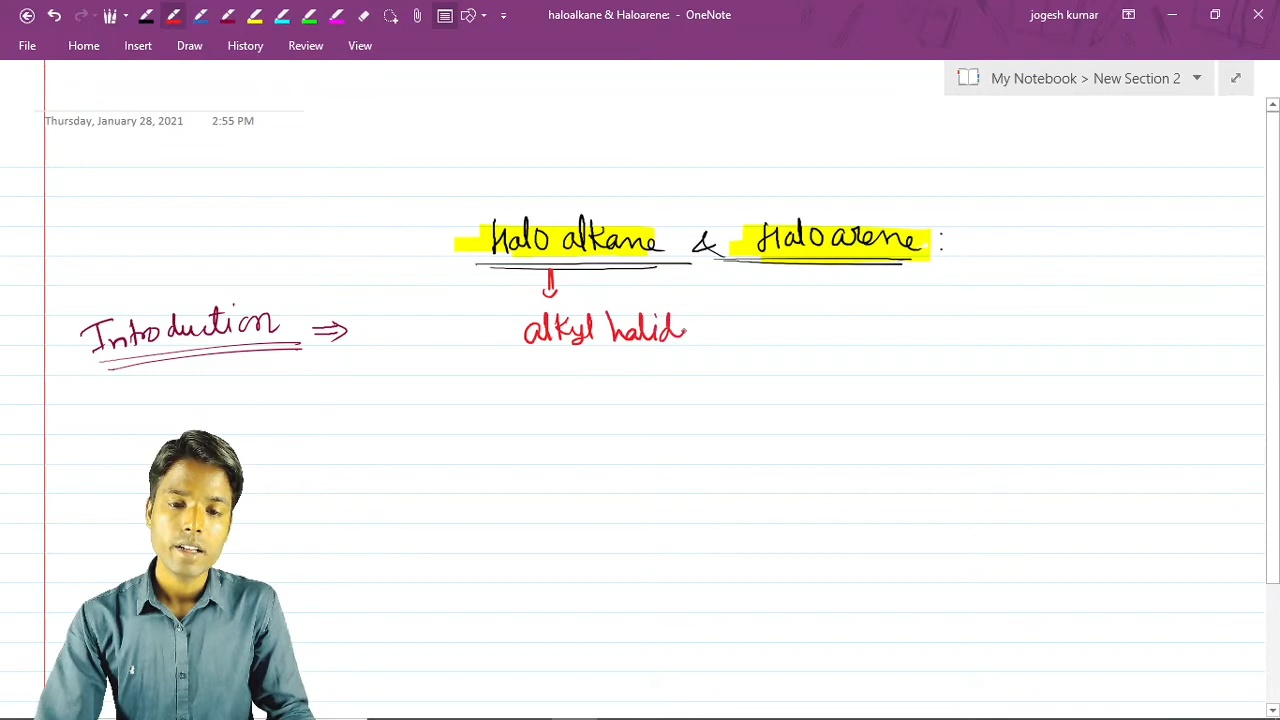 haloalkane & Haloarene: - OneNote
jogesh kumar
File Home Insert Draw History Review View
My Notebook > New Section 2
Thursday, January 28, 2021 2:55 PM
Halo alkane & Haloarene :
Introduction ⇒ alkyl halid